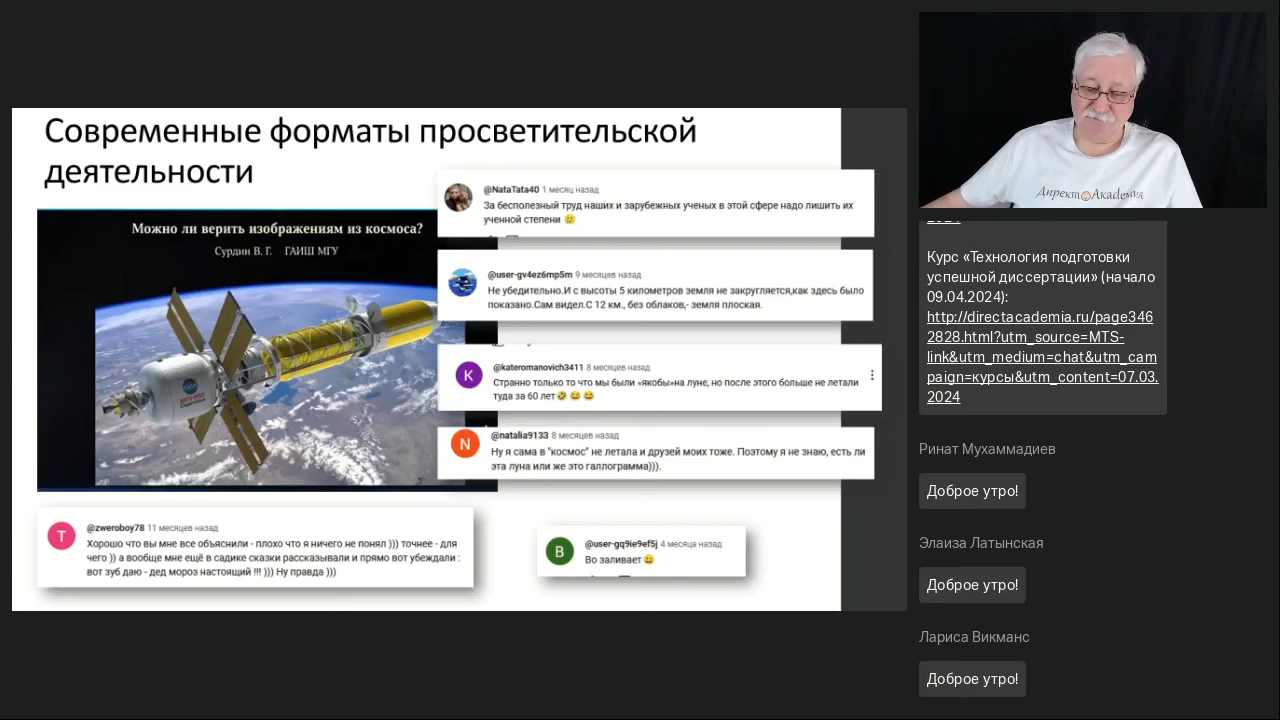 Современные форматы просветительской
деятельности
Можно ли верить изображениям из космоса?
Сурдин В. Г. ГАИШ МГУ
@NataTata40 1 месяц назад
За бесполезный труд наших и зарубежных ученых в этой сфере надо лишить их
ученной степени
@user-gv4ez6mp5m 9 месяцев назад
Не убедительно.И с высоты 5 километров земля не закругляется,как здесь было
показано.Сам видел.С 12 км., без облаков,- земля плоская.
@kateromanovich3411 8 месяцев назад
Странно только то что мы были «якобы»на луне, но после этого больше не летали
туда за 60 лет🤣 😂 😂
@natalia9133 8 месяцев назад
Ну я сама в "космос" не летала и друзей моих тоже. Поэтому я не знаю, есть ли
эта луна или же это галлограмма))).
@zweroboy78 11 месяцев назад
Хорошо что вы мне все объяснили - плохо что я ничего не понял ))) точнее - для
чего )) а вообще мне ещё в садике сказки рассказывали и прямо вот убеждали :
вот зуб даю - дед мороз настоящий !!! ))) Ну правда )))
@user-gq9ie9ef5j 4 месяца назад
Во заливает😀
K
N
T
B
NASA
Директ Академия
2024
Курс «Технология подготовки
успешной диссертации» (начало
09.04.2024):
http://directacademia.ru/page346
2828.html?utm_source=MTS-
link&utm_medium=chat&utm_cam
paign=курсы&utm_content=07.03.
2024
Ринат Мухаммадиев
Доброе утро!
Элаиза Латынская
Доброе утро!
Лариса Викманс
Доброе утро!